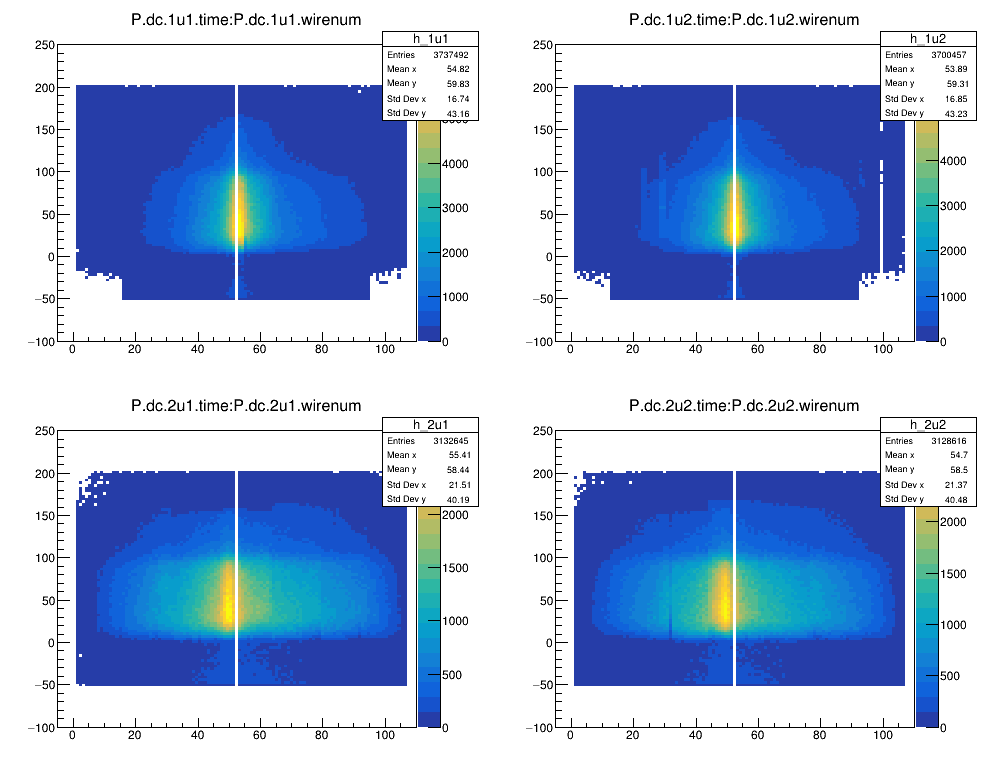 P.dc.1u1.time:P.dc.1u1.wirenum
h_1u1
Entries 3737492
Mean x 54.82
Mean y 59.83
Std Dev x 16.74
Std Dev y 43.16
250
200
150
100
50
0
−50
−100
0 20 40 60 80 100
4000
3000
2000
1000
0
P.dc.1u2.time:P.dc.1u2.wirenum
h_1u2
Entries 3700457
Mean x 53.89
Mean y 59.31
Std Dev x 16.85
Std Dev y 43.23
250
200
150
100
50
0
−50
−100
0 20 40 60 80 100
4000
3000
2000
1000
0
P.dc.2u1.time:P.dc.2u1.wirenum
h_2u1
Entries 3132645
Mean x 55.41
Mean y 58.44
Std Dev x 21.51
Std Dev y 40.19
250
200
150
100
50
0
−50
−100
0 20 40 60 80 100
2000
1500
1000
500
0
P.dc.2u2.time:P.dc.2u2.wirenum
h_2u2
Entries 3128616
Mean x 54.7
Mean y 58.5
Std Dev x 21.37
Std Dev y 40.48
250
200
150
100
50
0
−50
−100
0 20 40 60 80 100
2000
1500
1000
500
0